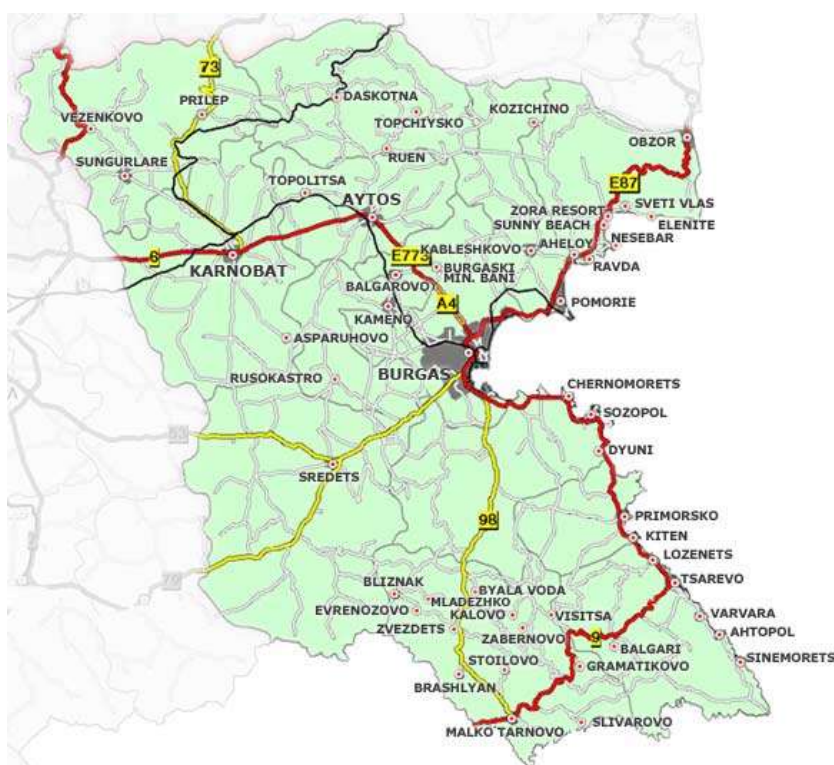 73
DASKOTNA
PRILEP
VEZENKOVO
TOPCHIYSKO
KOZICHINO
OBZOR
RUEN
SUNGURLARE
TOPOLITSA
E87
AYTOS
SVETI VLAS
ZORA RESORT
SUNNY BEACH
ELENITE
NESEBAR
KABLESHKOVO
AHELOY
6
E773
KARNOBAT
BURGASKI
MIN. BANI
RAVDA
BALGAROVO
A4
POMORIE
KAMENO
ASPARUHOVO
BURGAS
RUSOKASTRO
CHERNOMORETS
SOZOPOL
DYUNI
SREDETS
98
PRIMORSKO
KITEN
LOZENETS
79
BLIZNAK
TSAREVO
BYALA VODA
MLADEZHKO
EVRENOZOVO
KALOVO
VISITSA
VARVARA
ZVEZDETS
ZABERNOVO
9
AHTOPOL
BALGARI
STOILOVO
GRAMATIKOVO
SINEMORETS
BRASHLYAN
MALKO TARNOVO
SLIVAROVO